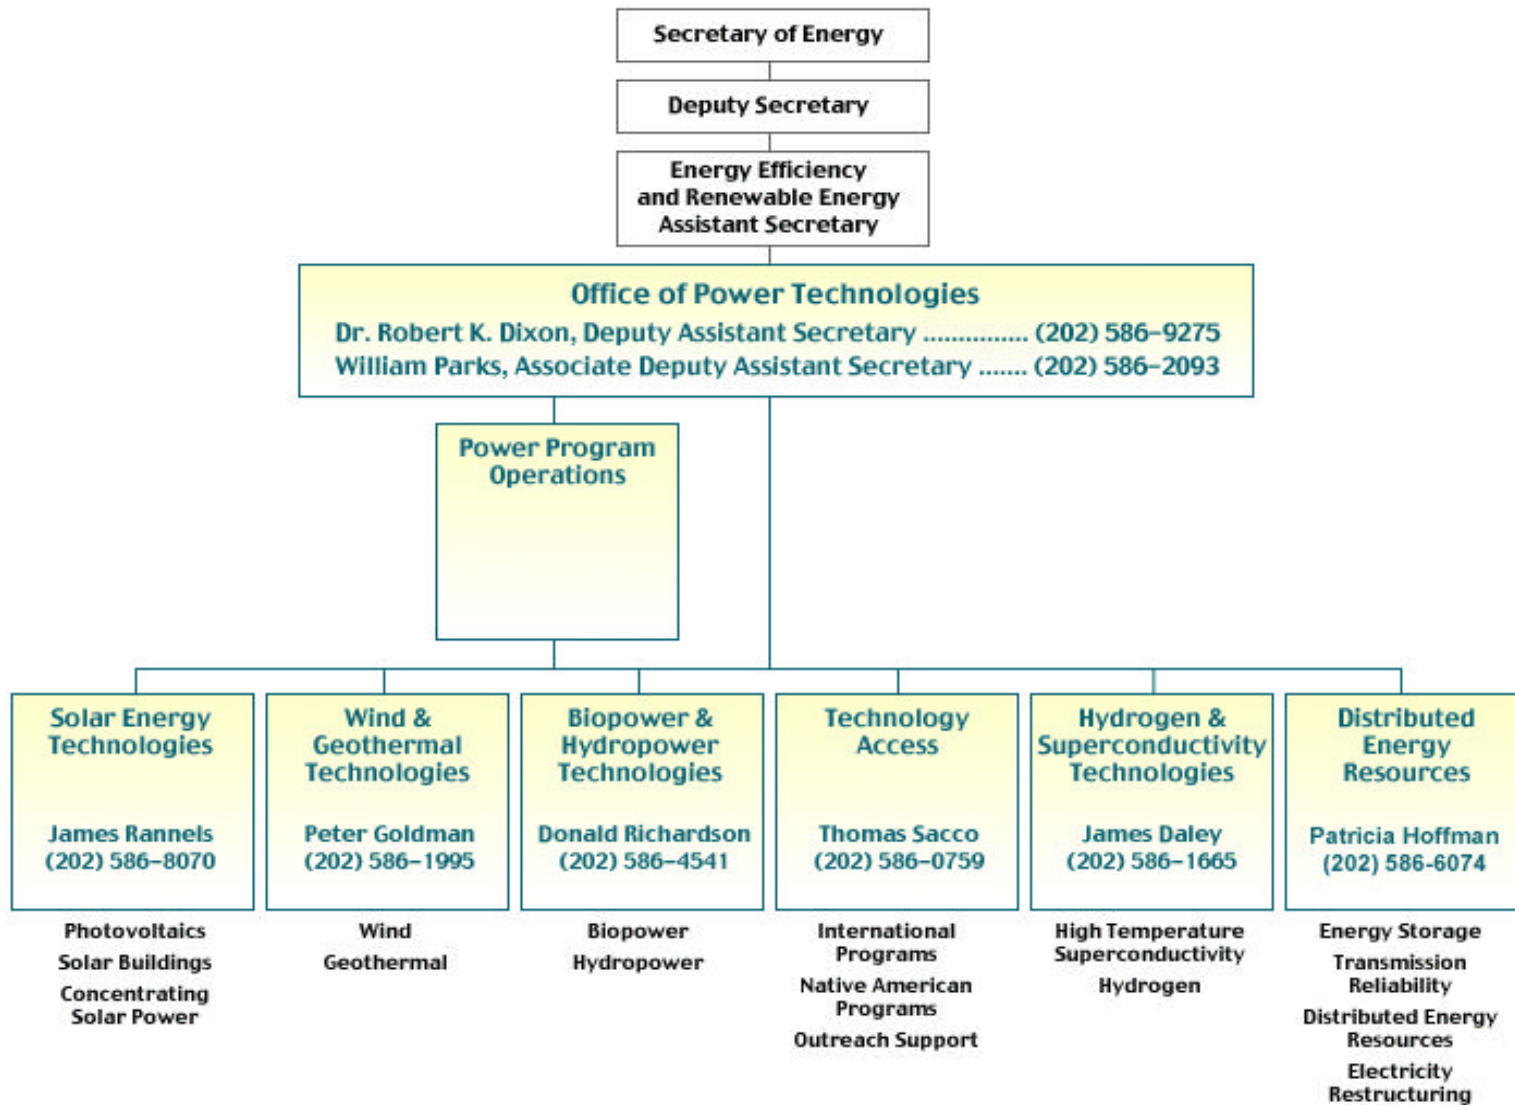 Secretary of Energy
Deputy Secretary
Energy Efficiency
and Renewable Energy
Assistant Secretary
Office of Power Technologies
Dr. Robert K. Dixon, Deputy Assistant Secretary ............... (202) 586–9275
William Parks, Associate Deputy Assistant Secretary ....... (202) 586–2093
Power Program
Operations
Solar Energy
Technologies
James Rannels
(202) 586–8070
Photovoltaics
Solar Buildings
Concentrating
Solar Power
Wind &
Geothermal
Technologies
Peter Goldman
(202) 586–1995
Wind
Geothermal
Biopower &
Hydropower
Technologies
Donald Richardson
(202) 586–4541
Biopower
Hydropower
Technology
Access
Thomas Sacco
(202) 586–0759
International
Programs
Native American
Programs
Outreach Support
Hydrogen &
Superconductivity
Technologies
James Daley
(202) 586–1665
High Temperature
Superconductivity
Hydrogen
Distributed
Energy
Resources
Patricia Hoffman
(202) 586-6074
Energy Storage
Transmission
Reliability
Distributed Energy
Resources
Electricity
Restructuring